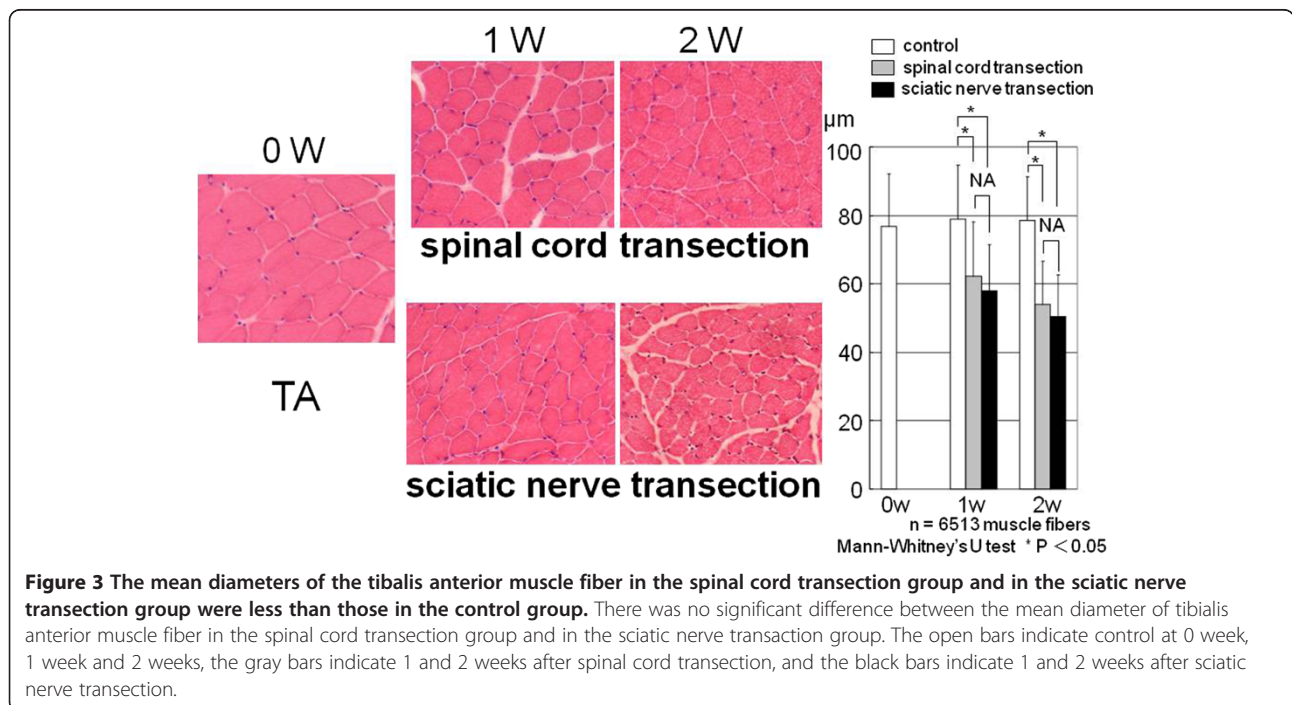 1 W
2 W
0 W
TA
spinal cord transection
sciatic nerve transection
control
spinal cord transection
sciatic nerve transection
μm
100
80
60
40
20
0
*
*
NA
*
*
NA
0w
1w
2w
n = 6513 muscle fibers
Mann-Whitney's U test * P < 0.05
Figure 3 The mean diameters of the tibalis anterior muscle fiber in the spinal cord transection group and in the sciatic nerve
transection group were less than those in the control group. There was no significant difference between the mean diameter of tibialis
anterior muscle fiber in the spinal cord transection group and in the sciatic nerve transaction group. The open bars indicate control at 0 week,
1 week and 2 weeks, the gray bars indicate 1 and 2 weeks after spinal cord transection, and the black bars indicate 1 and 2 weeks after sciatic
nerve transection.